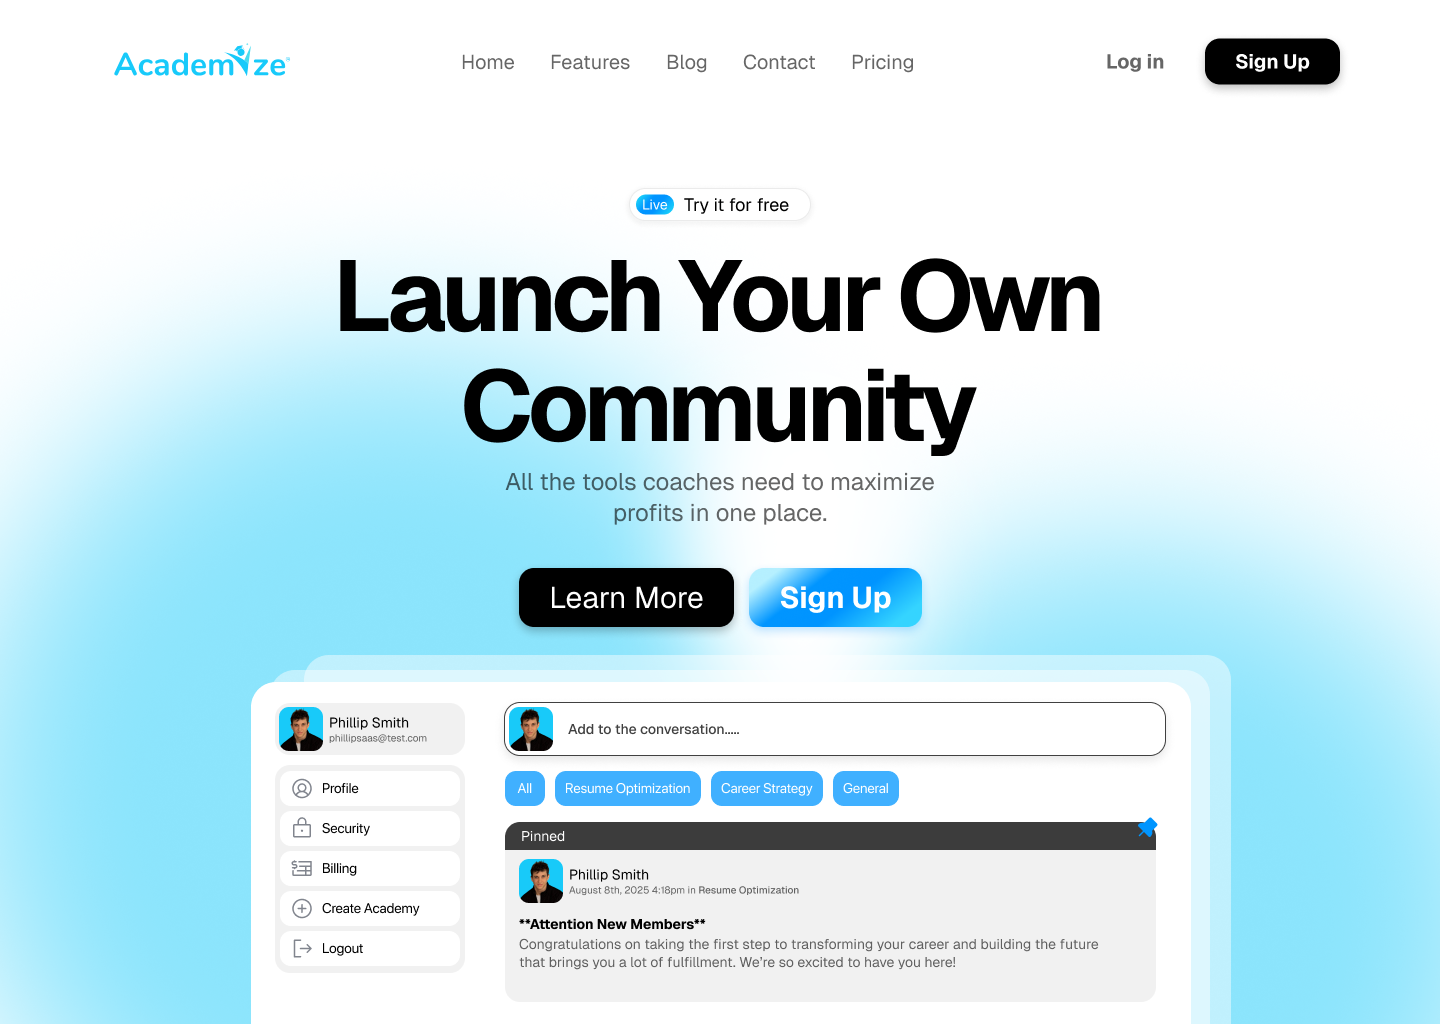 Academize
Home Features Blog Contact Pricing Log in Sign Up
Live Try it for free
Launch Your Own
Community
All the tools coaches need to maximize
profits in one place.
Learn More Sign Up
Phillip Smith
phillipsaas@test.com
Profile
Security
Billing
Create Academy
Logout
Add to the conversation.....
All Resume Optimization Career Strategy General
Pinned
Phillip Smith
August 8th, 2025 4:18pm in Resume Optimization
**Attention New Members**
Congratulations on taking the first step to transforming your career and building the future
that brings you a lot of fulfillment. We’re so excited to have you here!